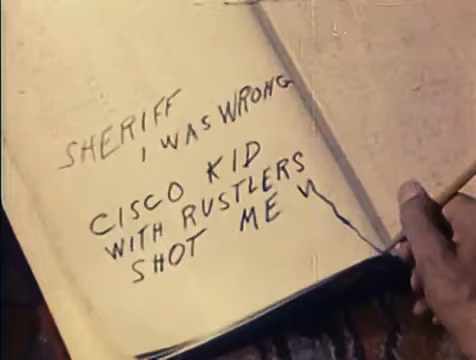 SHERIFF
I WAS WRONG
CISCO KID
WITH RUSTLERS
SHOT ME